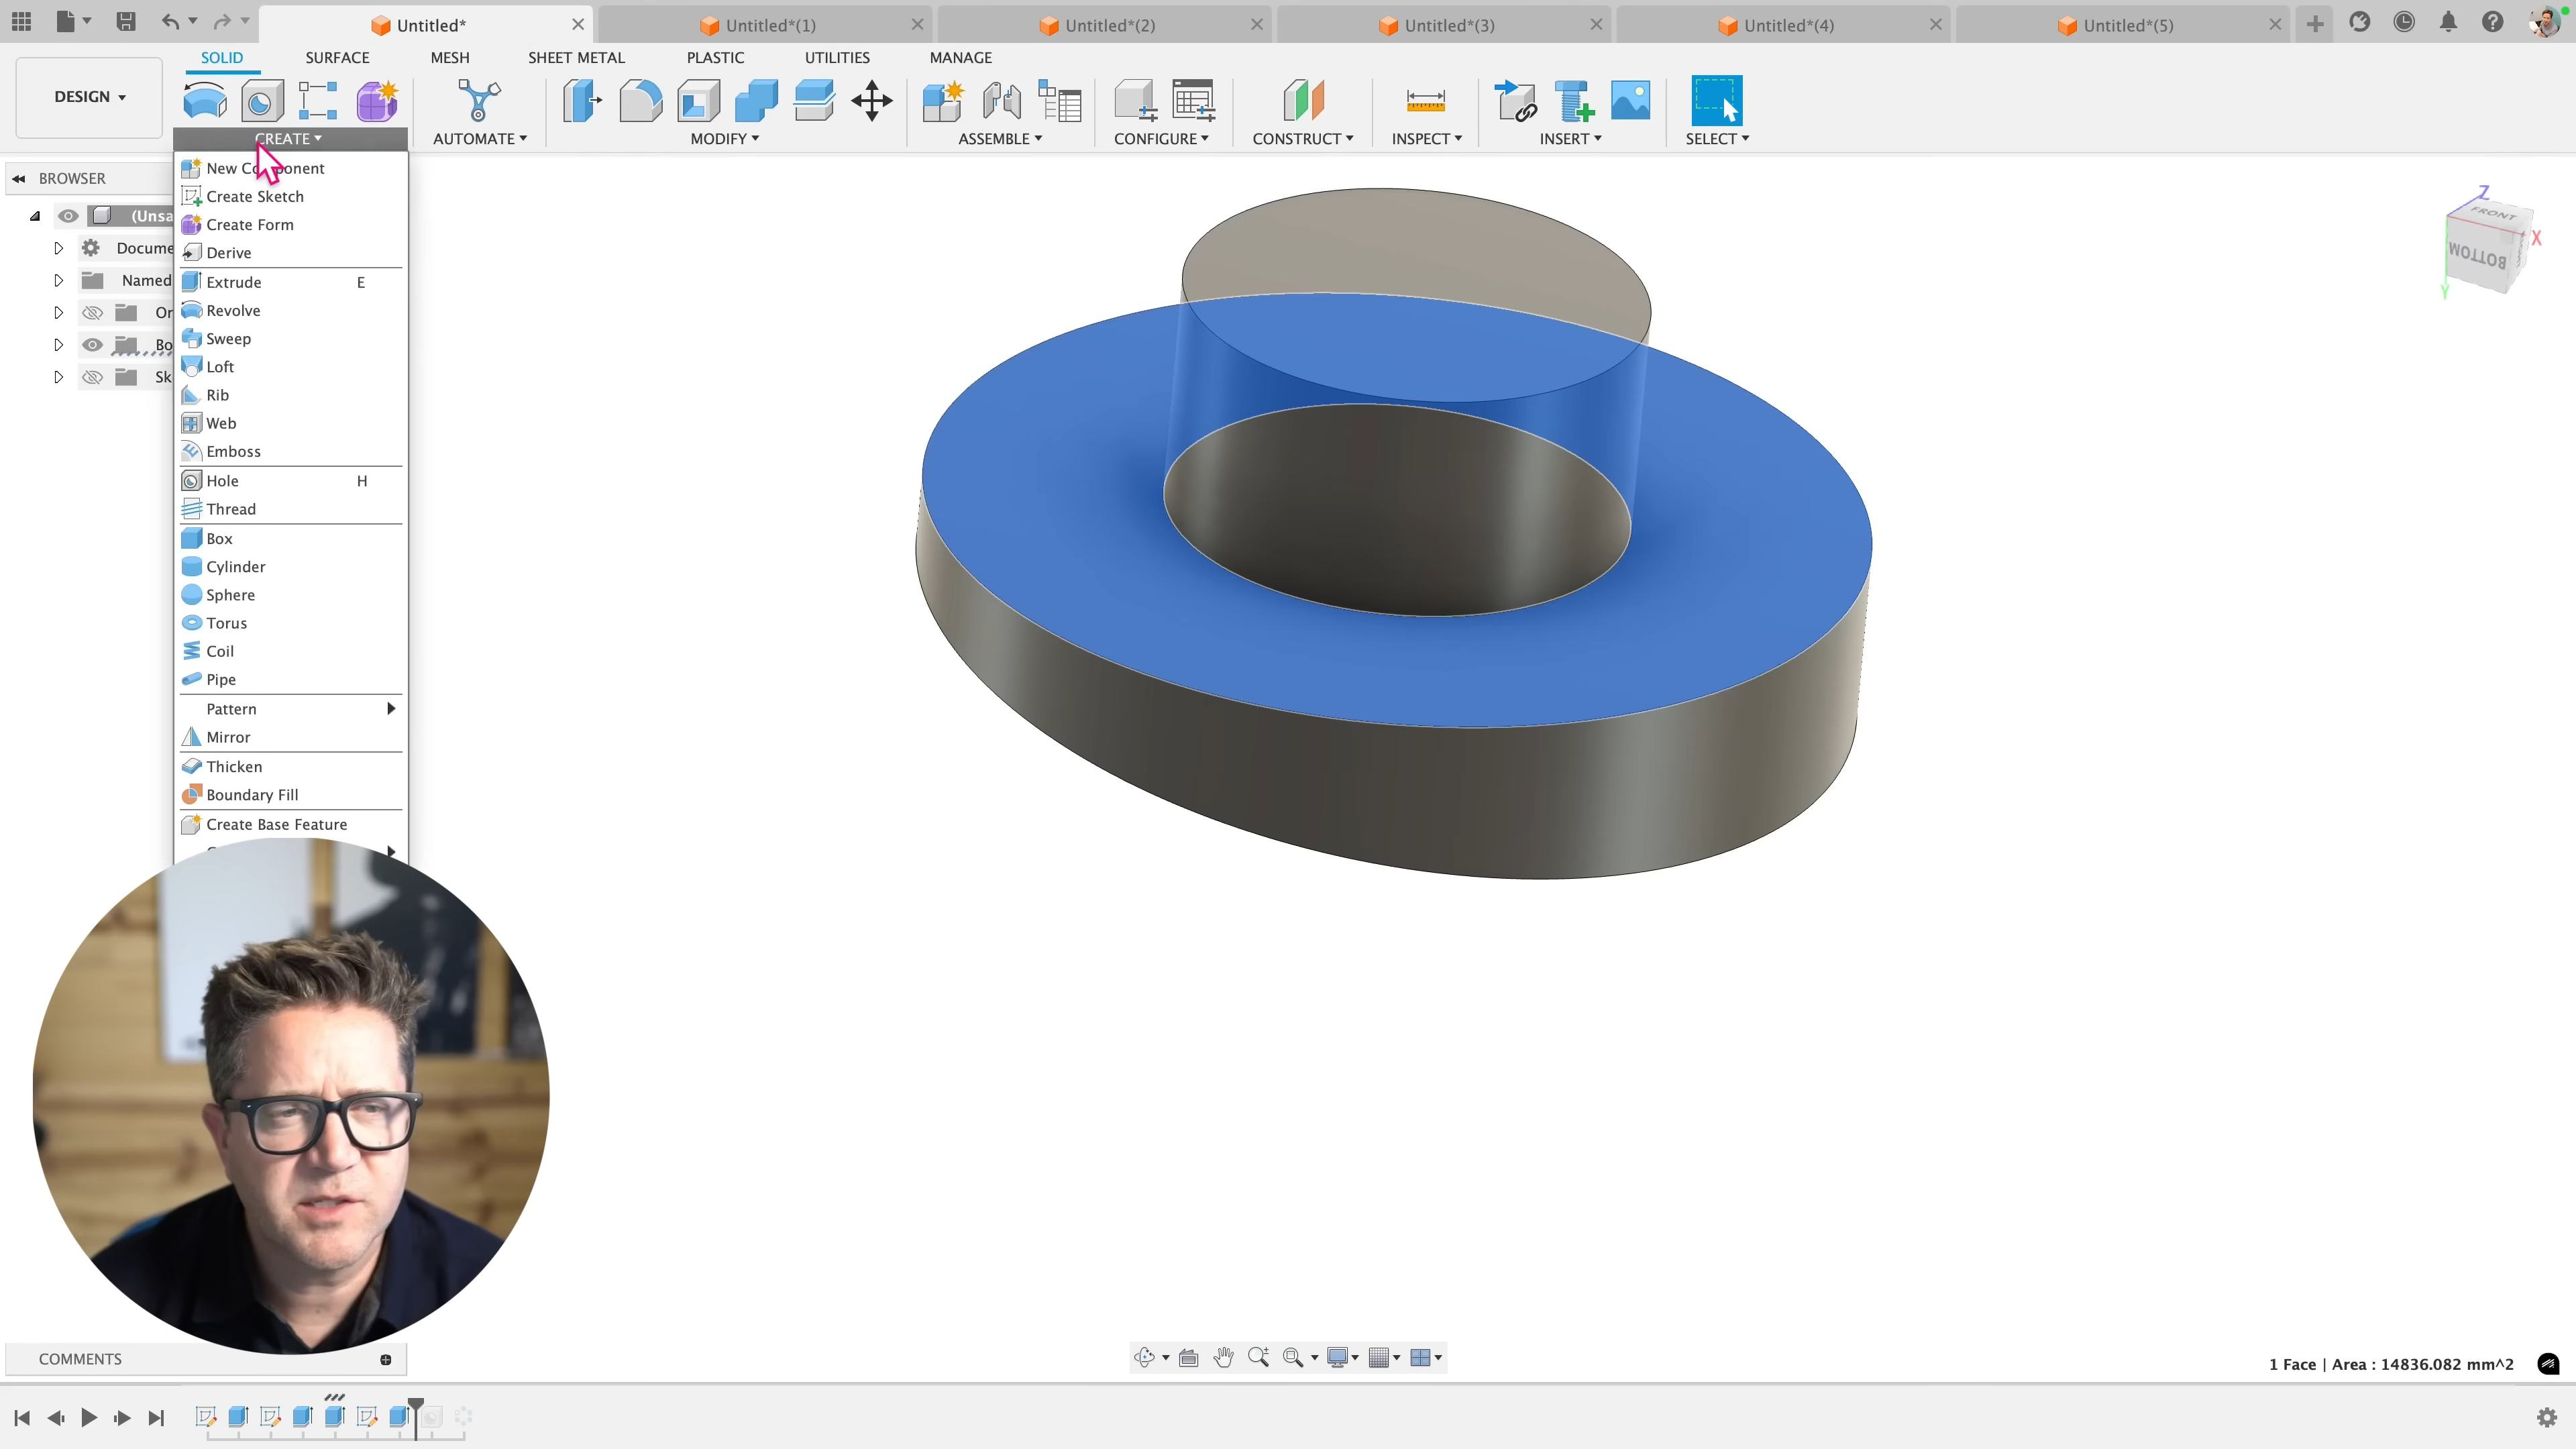 Untitled*
Untitled*(1)
Untitled*(2)
Untitled*(3)
Untitled*(4)
Untitled*(5)
SOLID
SURFACE
MESH
SHEET METAL
PLASTIC
UTILITIES
MANAGE
DESIGN
CREATE
AUTOMATE
MODIFY
ASSEMBLE
CONFIGURE
CONSTRUCT
INSPECT
INSERT
SELECT
BROWSER
(Unsa
Docume
Named
Or
Bo
Sk
New Component
Create Sketch
Create Form
Derive
Extrude E
Revolve
Sweep
Loft
Rib
Web
Emboss
Hole H
Thread
Box
Cylinder
Sphere
Torus
Coil
Pipe
Pattern
Mirror
Thicken
Boundary Fill
Create Base Feature
Z
FRONT
X
BOTTOM
Y
COMMENTS
1 Face | Area : 14836.082 mm^2